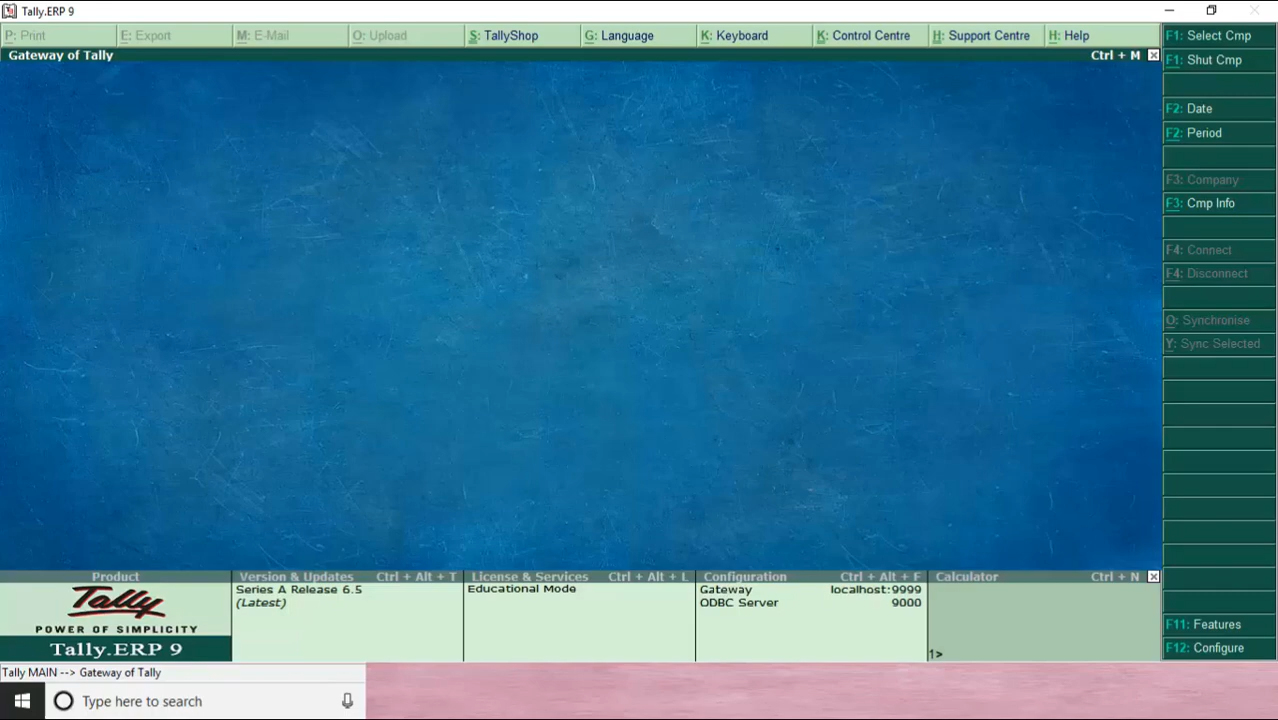 Tally.ERP 9
P: Print
E: Export
M: E-Mail
O: Upload
S: TallyShop
G: Language
K: Keyboard
K: Control Centre
H: Support Centre
H: Help
Gateway of Tally
Ctrl + M
F1: Select Cmp
F1: Shut Cmp
F2: Date
F2: Period
F3: Company
F3: Cmp Info
F4: Connect
F4: Disconnect
O: Synchronise
Y: Sync Selected
F11: Features
F12: Configure
Product
Tally
POWER OF SIMPLICITY
Tally.ERP 9
Version & Updates Ctrl + Alt + T
Series A Release 6.5
(Latest)
License & Services Ctrl + Alt + L
Educational Mode
Configuration Ctrl + Alt + F
Gateway localhost:9999
ODBC Server 9000
Calculator Ctrl + N
1>
Tally MAIN --> Gateway of Tally
Type here to search